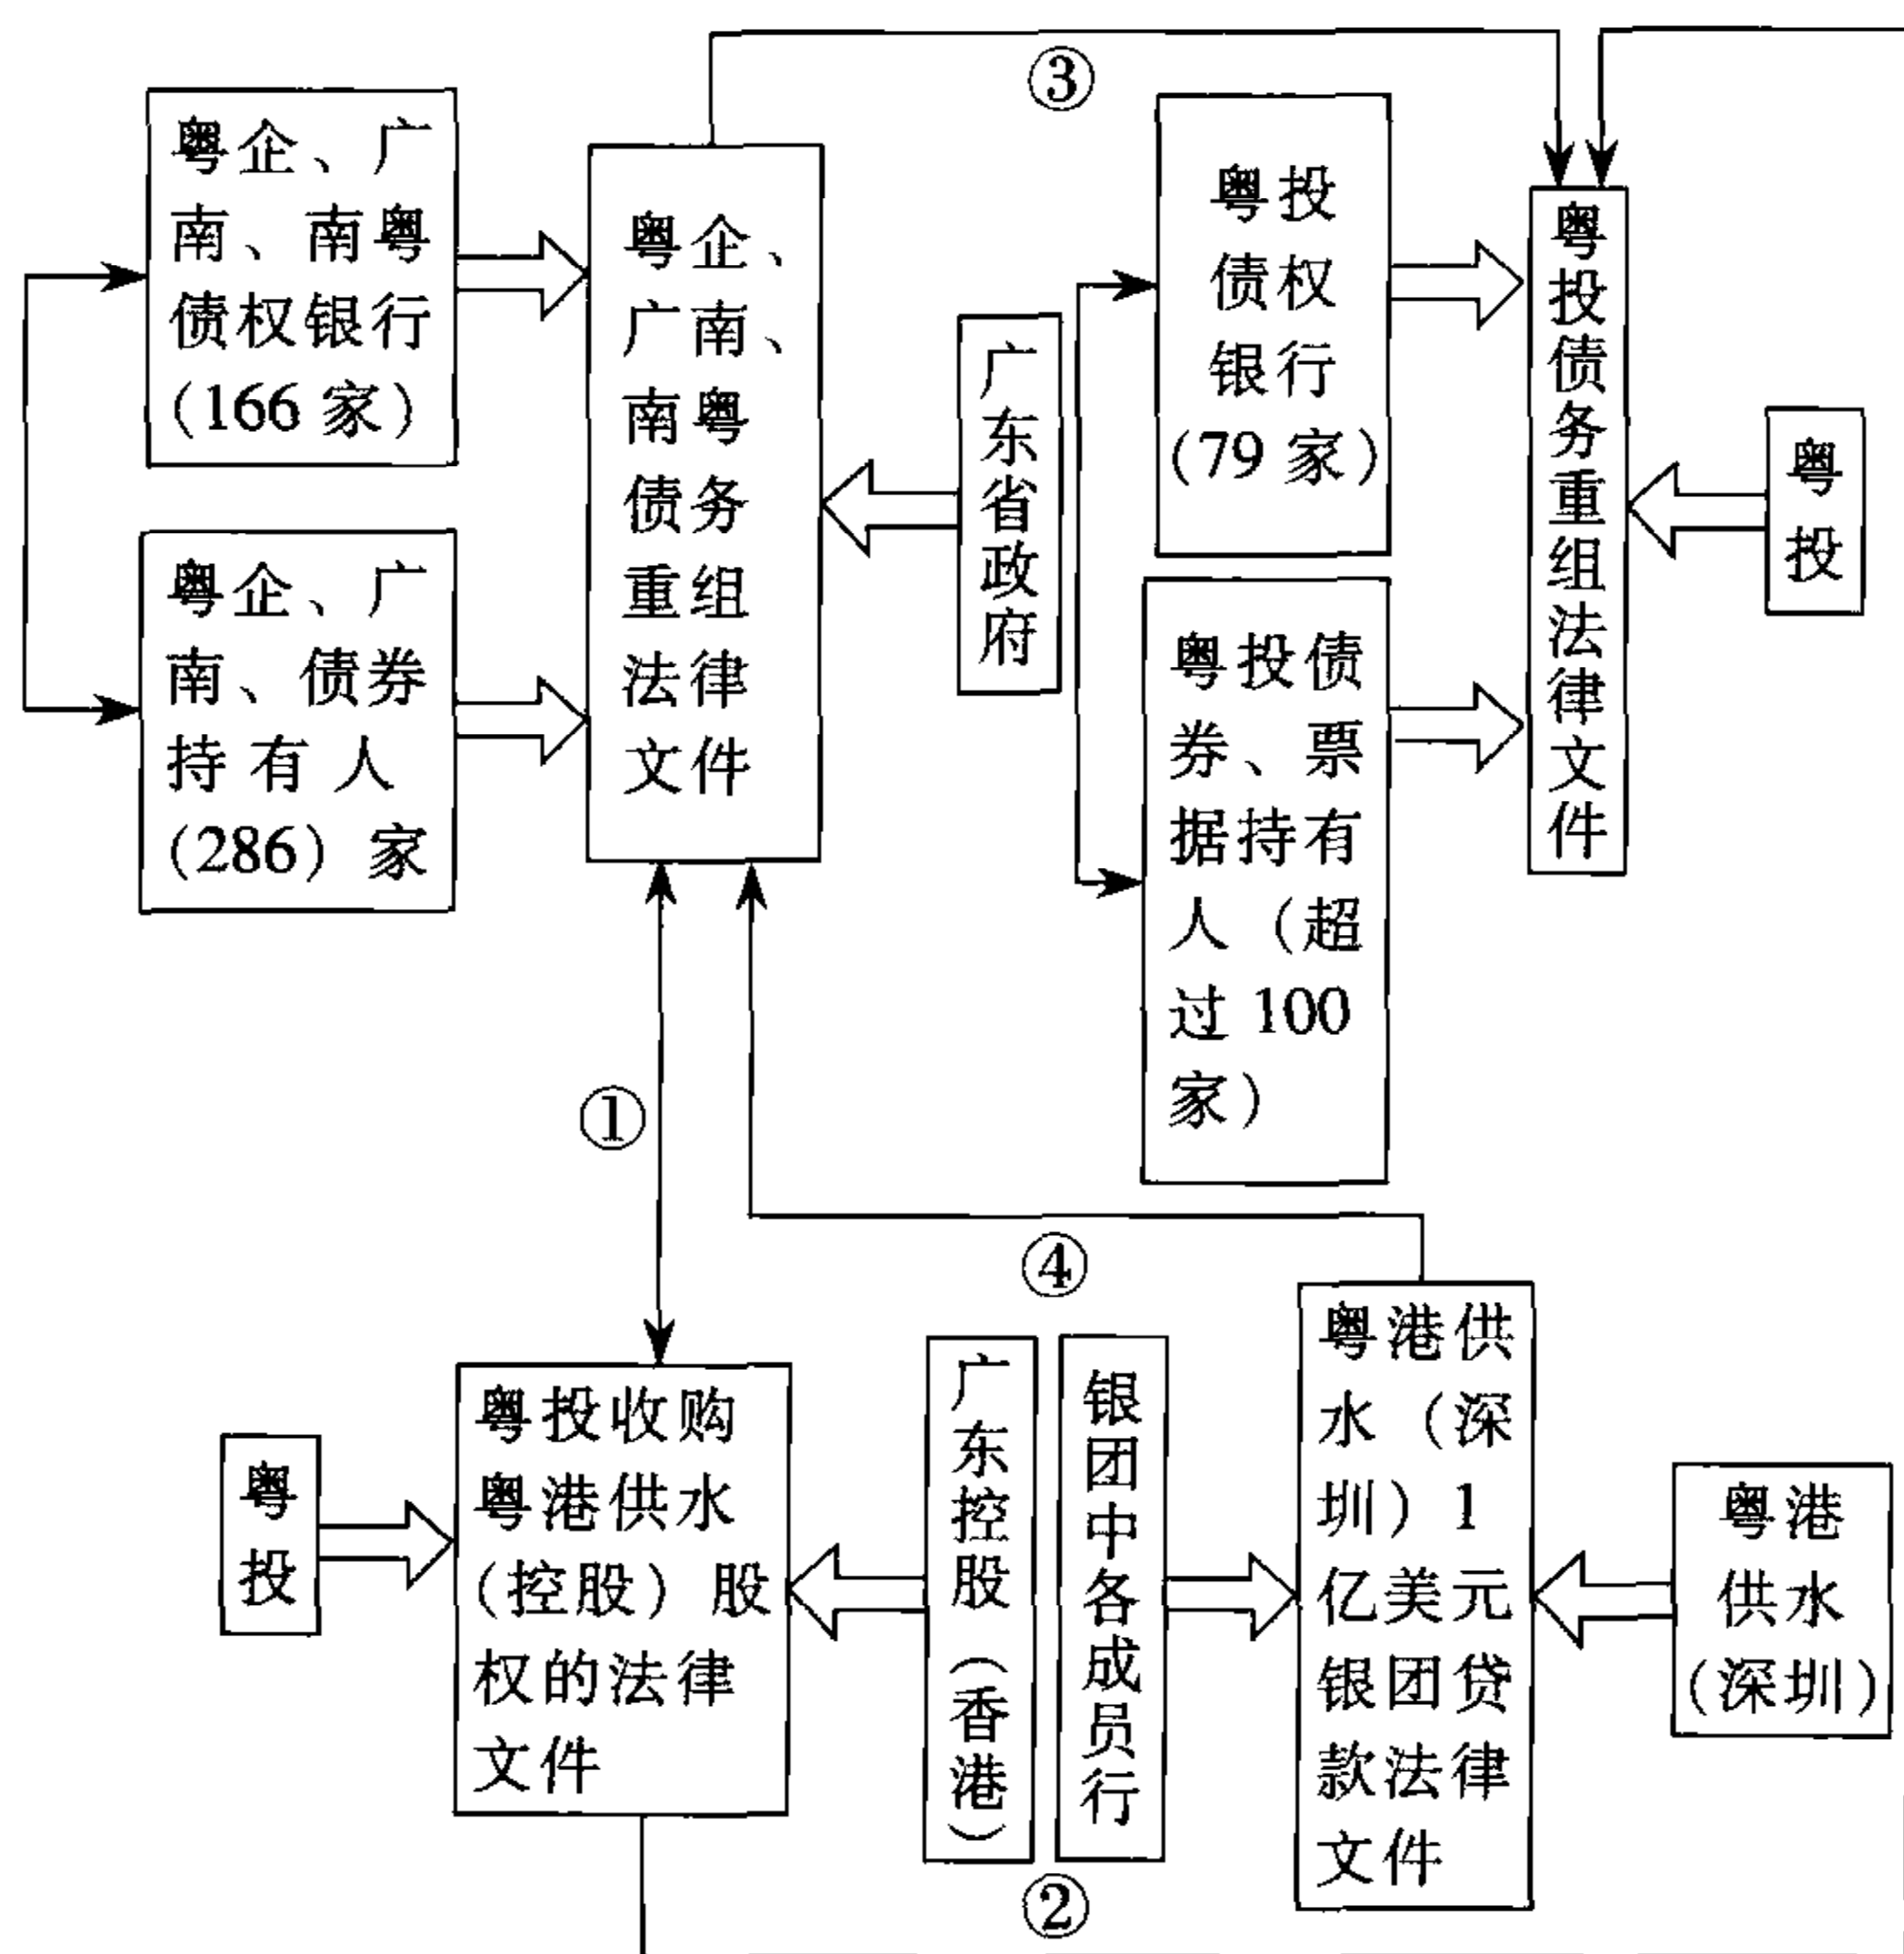 ③
粤企、广
南、南粤
债权银行
(166 家)
粤企、广
南、债券
持有人
(286) 家
粤企、
广南、
南粤
债务
重组
法律
文件
广东省政府
粤投
债权
银行
(79 家)
粤投债
券、票
据持有
人（超
过 100
家）
粤投债务重组法律文件
粤投
①
④
粤投
粤投收购
粤港供水
(控股) 股
权的法律
文件
广东控股（香港）
银团中各成员行
粤港供
水（深
圳）1
亿美元
银团贷
款法律
文件
粤港
供水
(深圳)
②